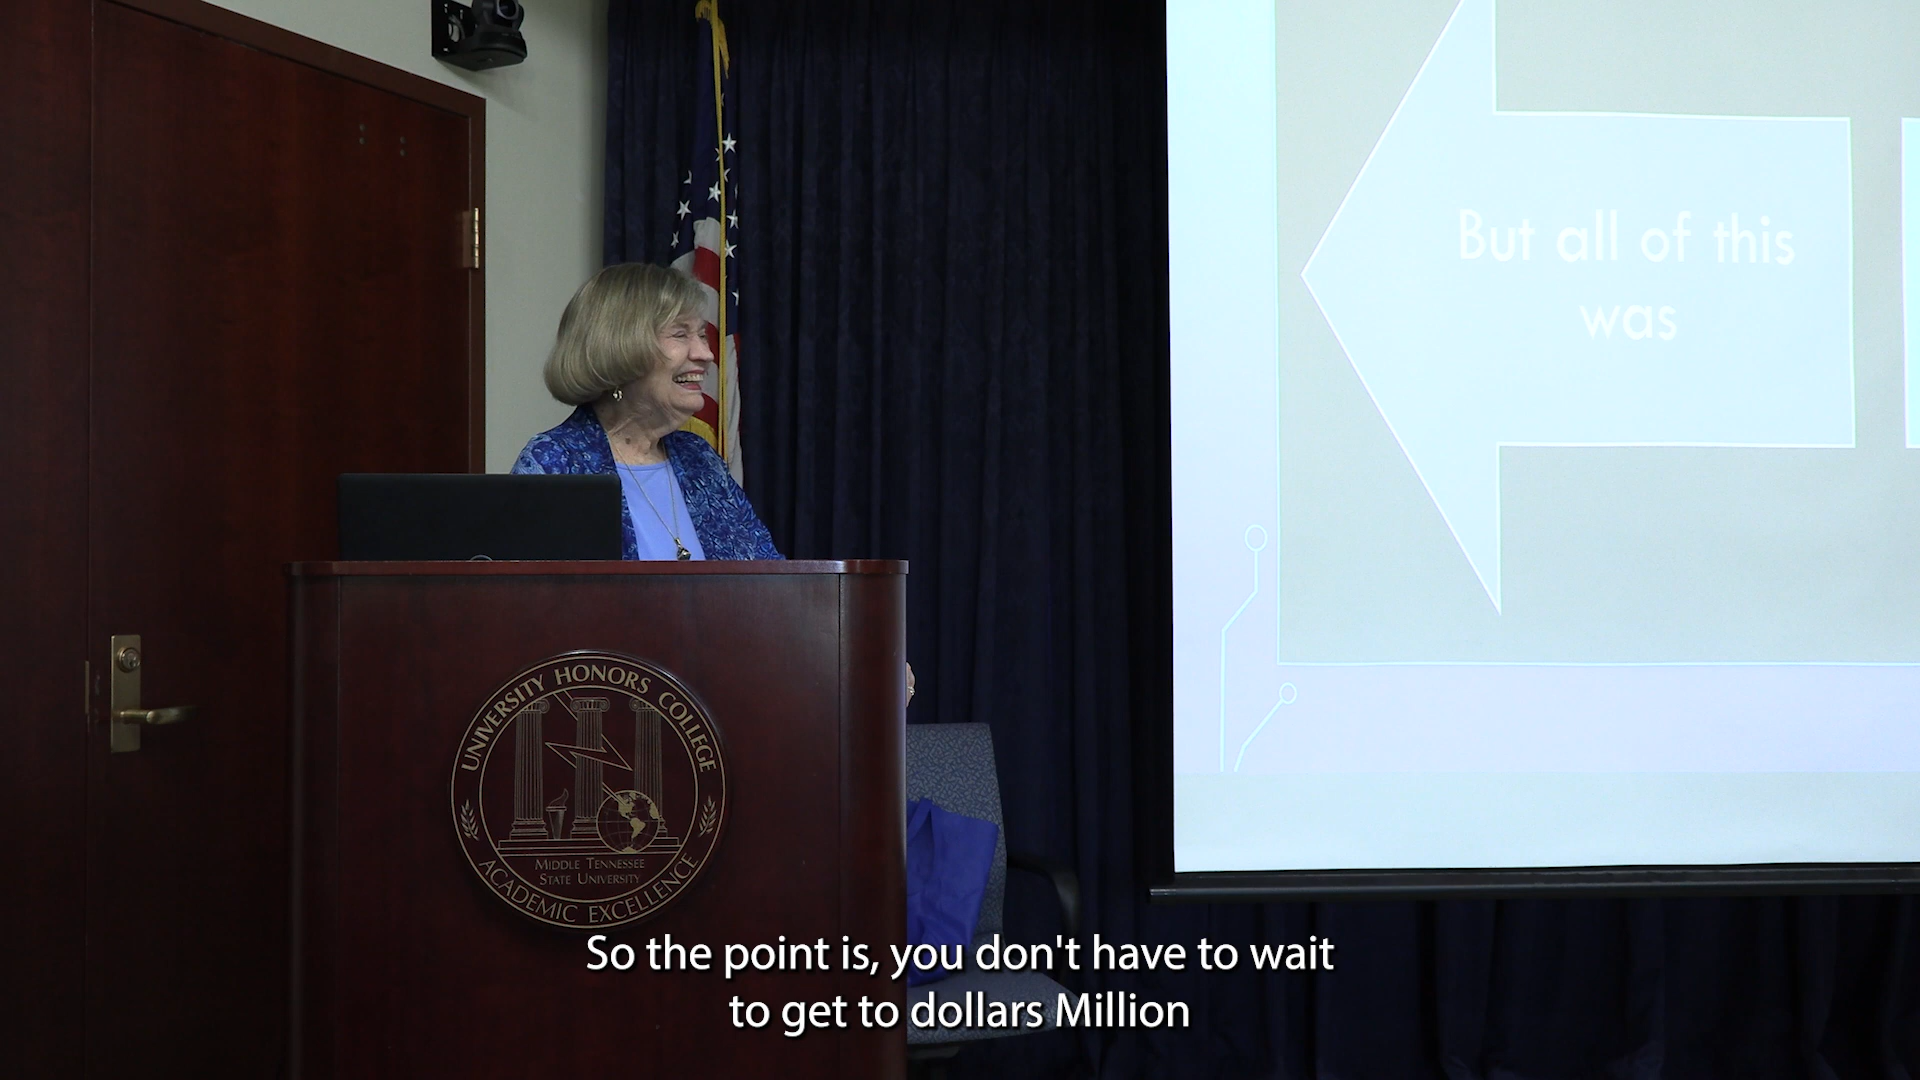 But all of this
was
UNIVERSITY HONORS COLLEGE
MIDDLE TENNESSEE
STATE UNIVERSITY
ACADEMIC EXCELLENCE
So the point is, you don't have to wait
to get to dollars Million